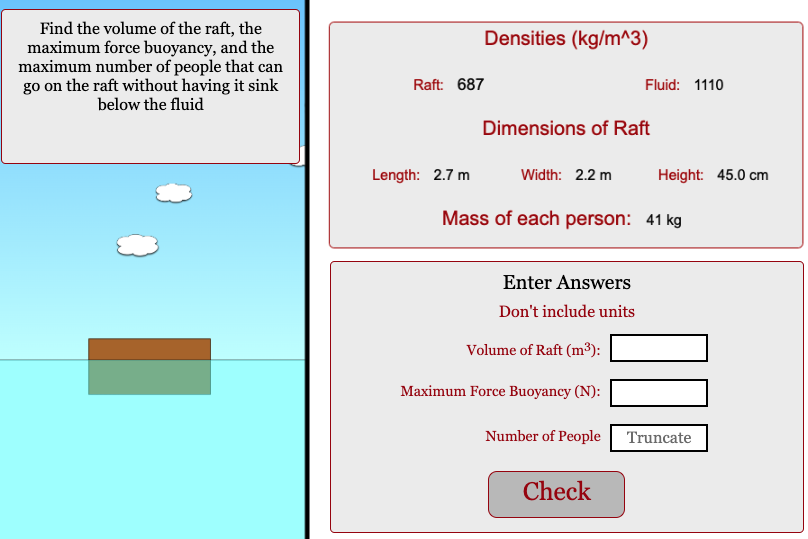 Find the volume of the raft, the
maximum force buoyancy, and the
maximum number of people that can
go on the raft without having it sink
below the fluid
Densities (kg/m^3)
Raft: 687 Fluid: 1110
Dimensions of Raft
Length: 2.7 m Width: 2.2 m Height: 45.0 cm
Mass of each person: 41 kg
Enter Answers
Don't include units
Volume of Raft (m³):
Maximum Force Buoyancy (N):
Number of People Truncate
Check